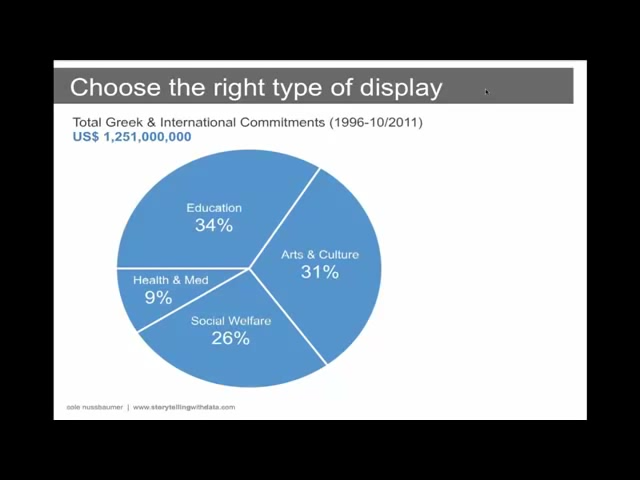 Choose the right type of display
Total Greek & International Commitments (1996-10/2011)
US$ 1,251,000,000
Education
34%
Arts & Culture
31%
Health & Med
9%
Social Welfare
26%
cole nussbaumer | www.storytellingwithdata.com